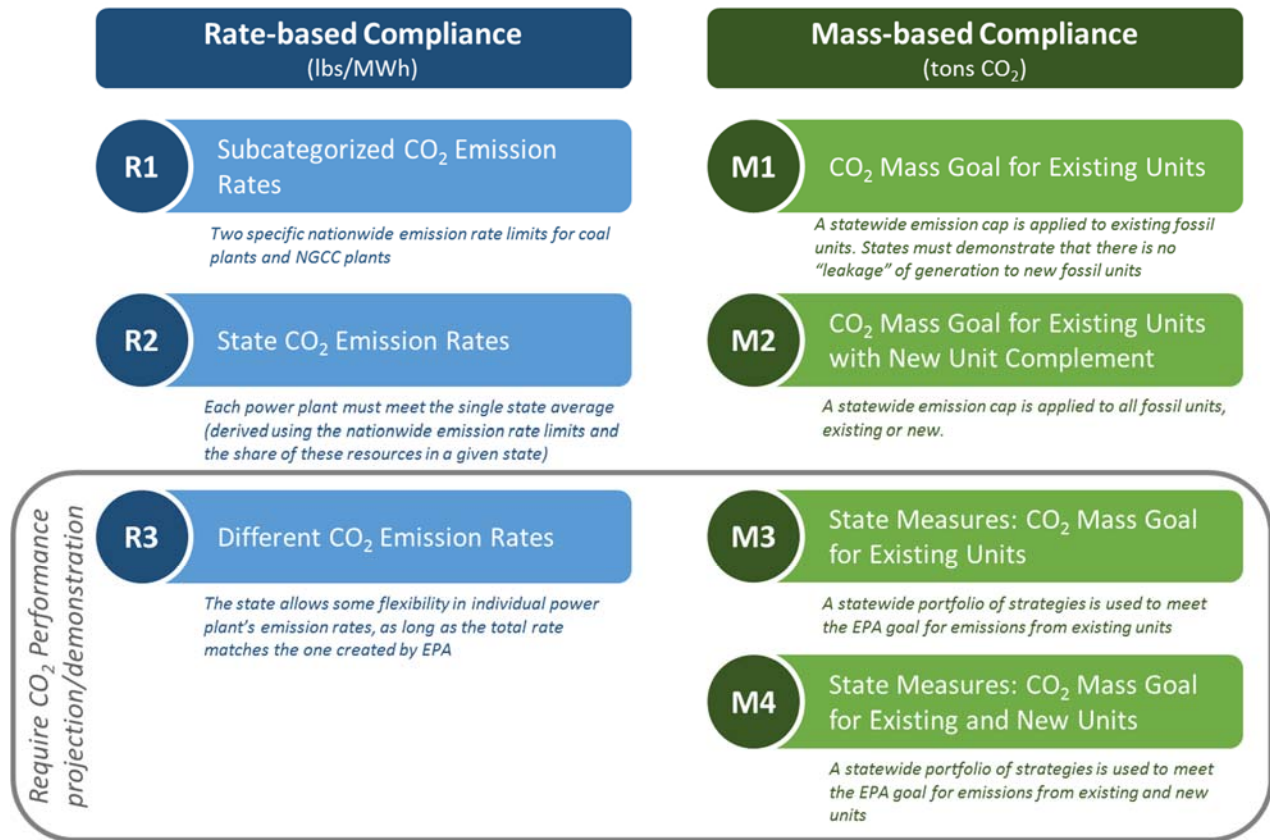 Rate-based Compliance
(lbs/MWh)
R1
Subcategorized CO₂ Emission
Rates
Two specific nationwide emission rate limits for coal
plants and NGCC plants
R2
State CO₂ Emission Rates
Each power plant must meet the single state average
(derived using the nationwide emission rate limits and
the share of these resources in a given state)
R3
Different CO₂ Emission Rates
The state allows some flexibility in individual power
plant's emission rates, as long as the total rate
matches the one created by EPA
Mass-based Compliance
(tons CO₂)
M1
CO₂ Mass Goal for Existing Units
A statewide emission cap is applied to existing fossil
units. States must demonstrate that there is no
“leakage” of generation to new fossil units
M2
CO₂ Mass Goal for Existing Units
with New Unit Complement
A statewide emission cap is applied to all fossil units,
existing or new.
M3
State Measures: CO₂ Mass Goal
for Existing Units
A statewide portfolio of strategies is used to meet
the EPA goal for emissions from existing units
M4
State Measures: CO₂ Mass Goal
for Existing and New Units
A statewide portfolio of strategies is used to meet
the EPA goal for emissions from existing and new
units
Require CO₂ Performance
projection/demonstration